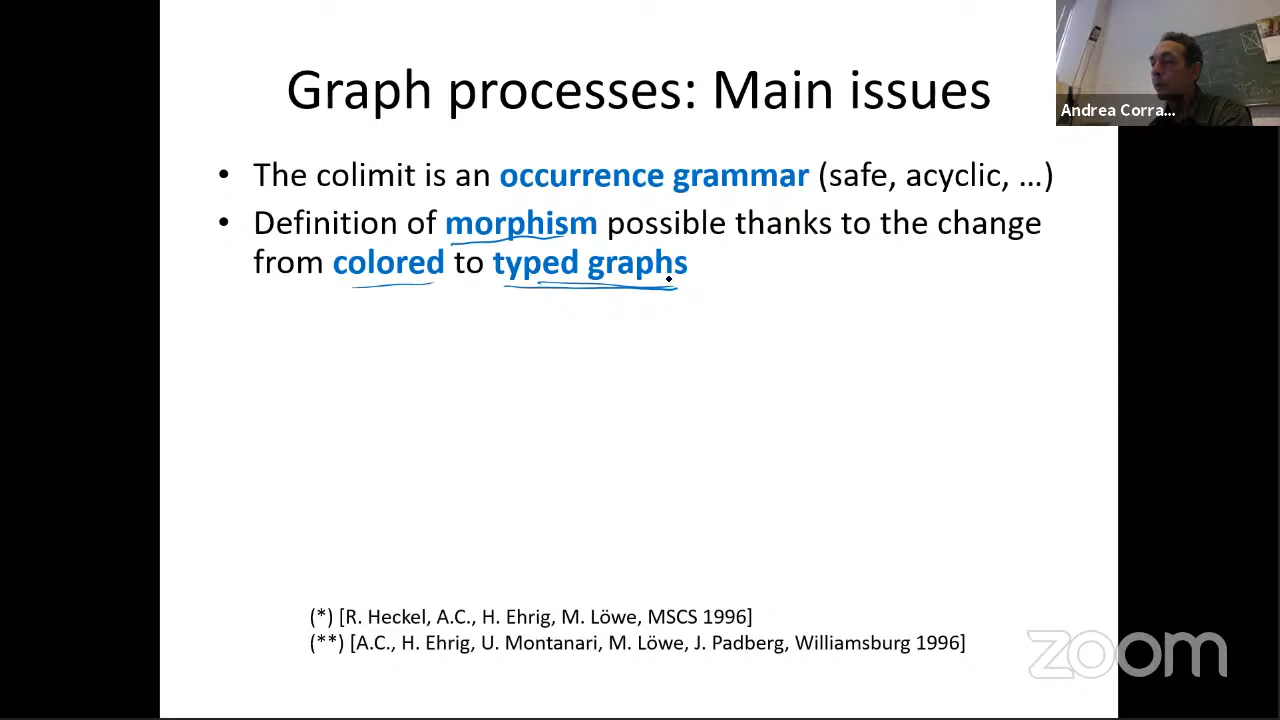 Graph processes: Main issues
Andrea Corra...
• The colimit is an occurrence grammar (safe, acyclic, ...)
• Definition of morphism possible thanks to the change
from colored to typed graphs
(*) [R. Heckel, A.C., H. Ehrig, M. Löwe, MSCS 1996]
(**) [A.C., H. Ehrig, U. Montanari, M. Löwe, J. Padberg, Williamsburg 1996]
zoom